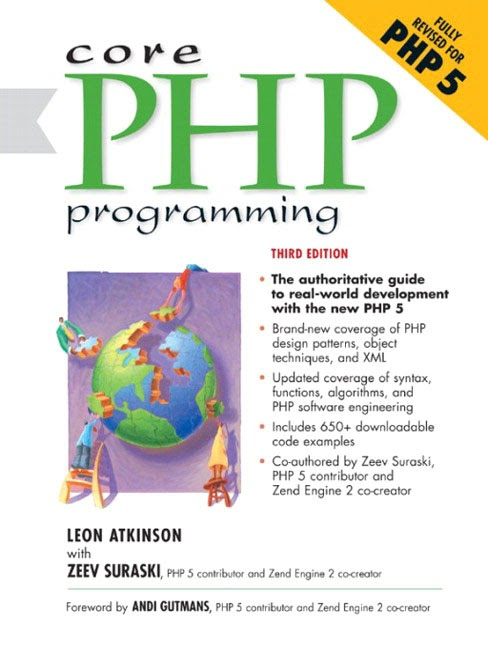 FULLY
REVISED FOR
PHP 5
core
PHP
programming
THIRD EDITION
• The authoritative guide
to real-world development
with the new PHP 5
• Brand-new coverage of PHP
design patterns, object
techniques, and XML
• Updated coverage of syntax,
functions, algorithms, and
PHP software engineering
• Includes 650+ downloadable
code examples
• Co-authored by Zeev Suraski,
PHP 5 contributor and
Zend Engine 2 co-creator
LEON ATKINSON
with
ZEEV SURASKI, PHP 5 contributor and Zend Engine 2 co-creator
Foreword by ANDI GUTMANS, PHP 5 contributor and Zend Engine 2 co-creator